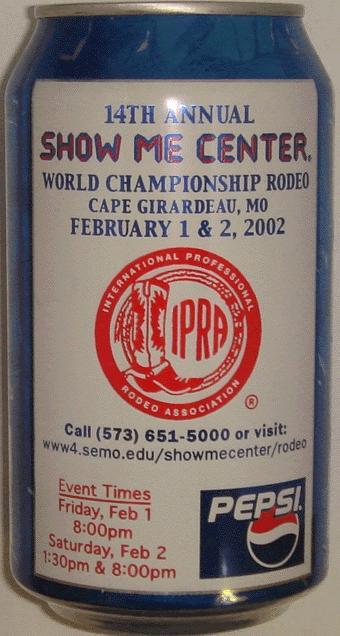 14TH ANNUAL
SHOW ME CENTER®
WORLD CHAMPIONSHIP RODEO
CAPE GIRARDEAU, MO
FEBRUARY 1 & 2, 2002
INTERNATIONAL PROFESSIONAL
IPRA
RODEO ASSOCIATION
®
Call (573) 651-5000 or visit:
www4.semo.edu/showmecenter/rodeo
Event Times
Friday, Feb 1
8:00pm
Saturday, Feb 2
1:30pm & 8:00pm
PEPSI